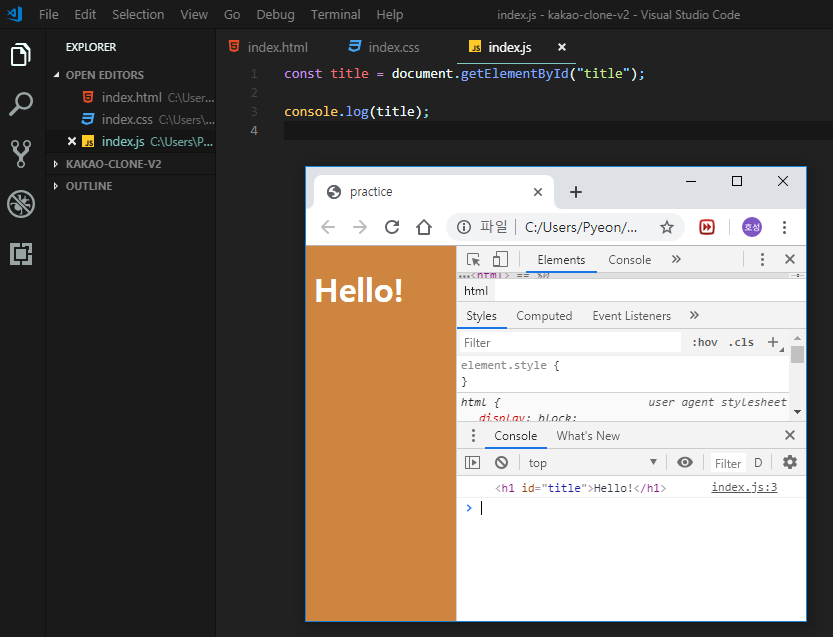 File Edit Selection View Go Debug Terminal Help index.js - kakao-clone-v2 - Visual Studio Code
EXPLORER
OPEN EDITORS
index.html C:\User...
index.css C:\Users\...
index.js C:\Users\P...
KAKAO-CLONE-V2
OUTLINE
index.html index.css JS index.js
1 const title = document.getElementById("title");
2
3 console.log(title);
4
practice
파일 C:/Users/Pyeon/... 호성
Hello!
Elements Console
...<html> == $0
html
Styles Computed Event Listeners
Filter :hov .cls
element.style {
}
html { user agent stylesheet
display: block;
Console What's New
top Filter D
<h1 id="title">Hello!</h1> index.js:3